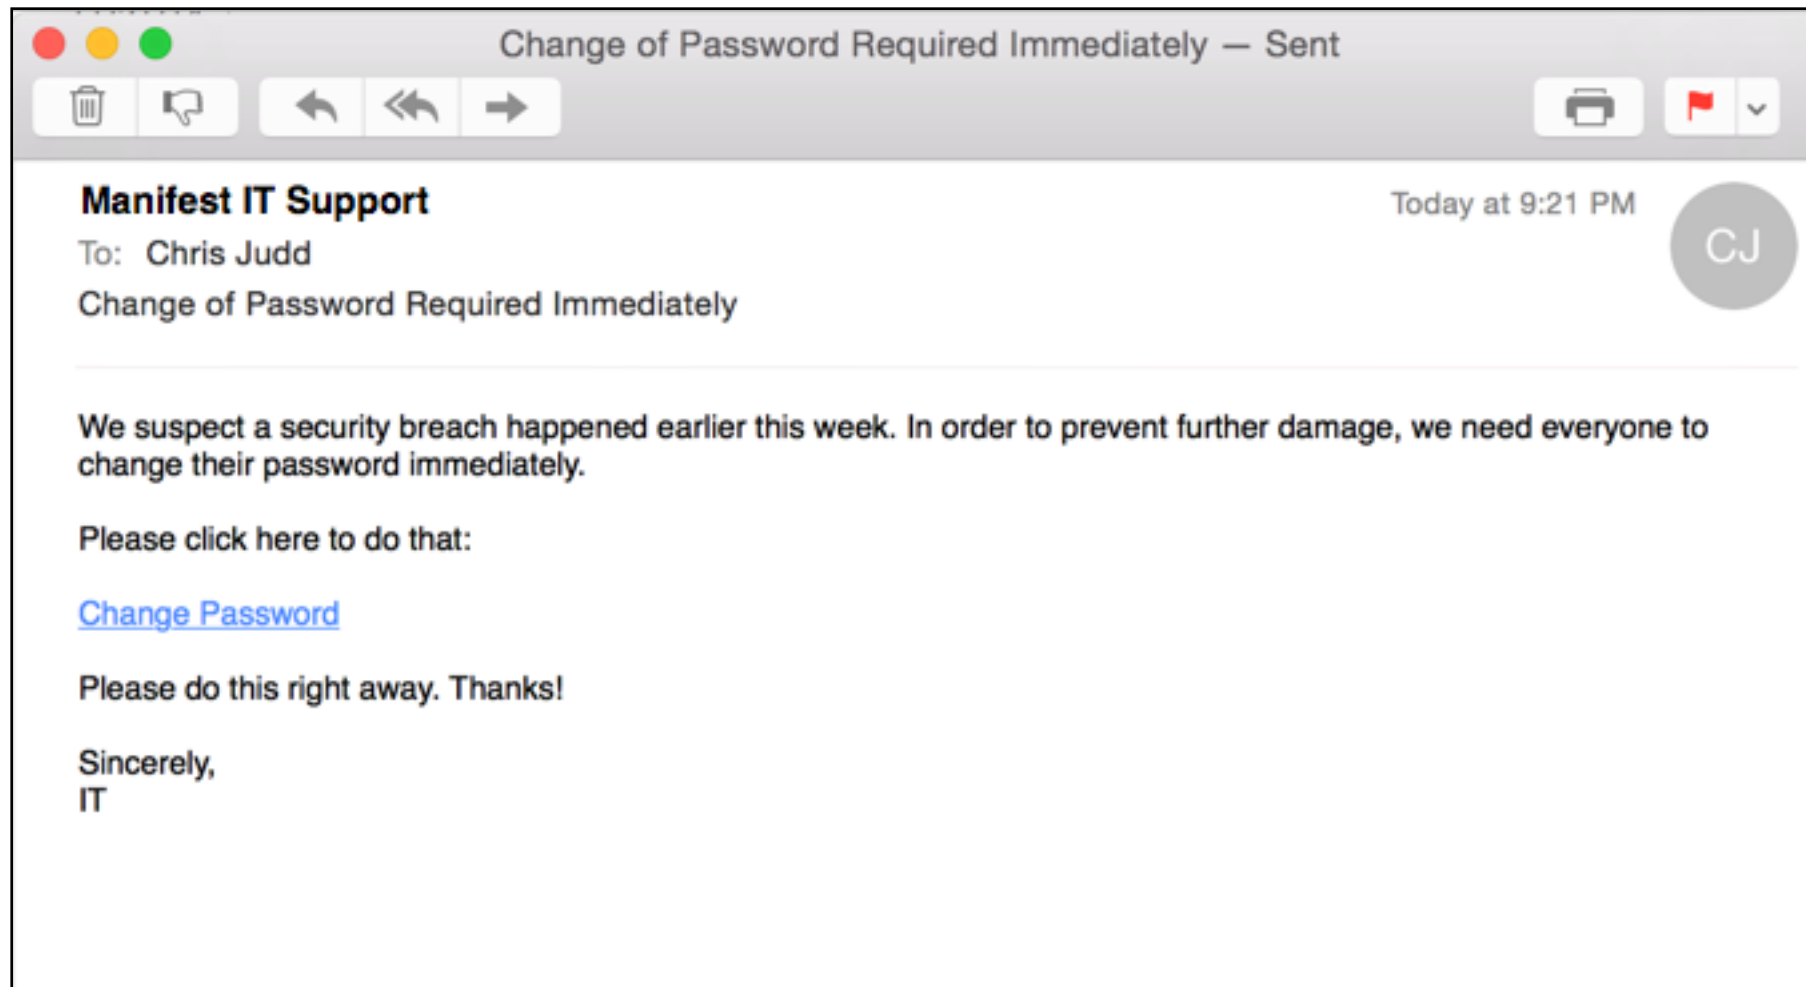 Change of Password Required Immediately — Sent
Manifest IT Support
Today at 9:21 PM
To: Chris Judd
CJ
Change of Password Required Immediately
We suspect a security breach happened earlier this week. In order to prevent further damage, we need everyone to
change their password immediately.
Please click here to do that:
Change Password
Please do this right away. Thanks!
Sincerely,
IT